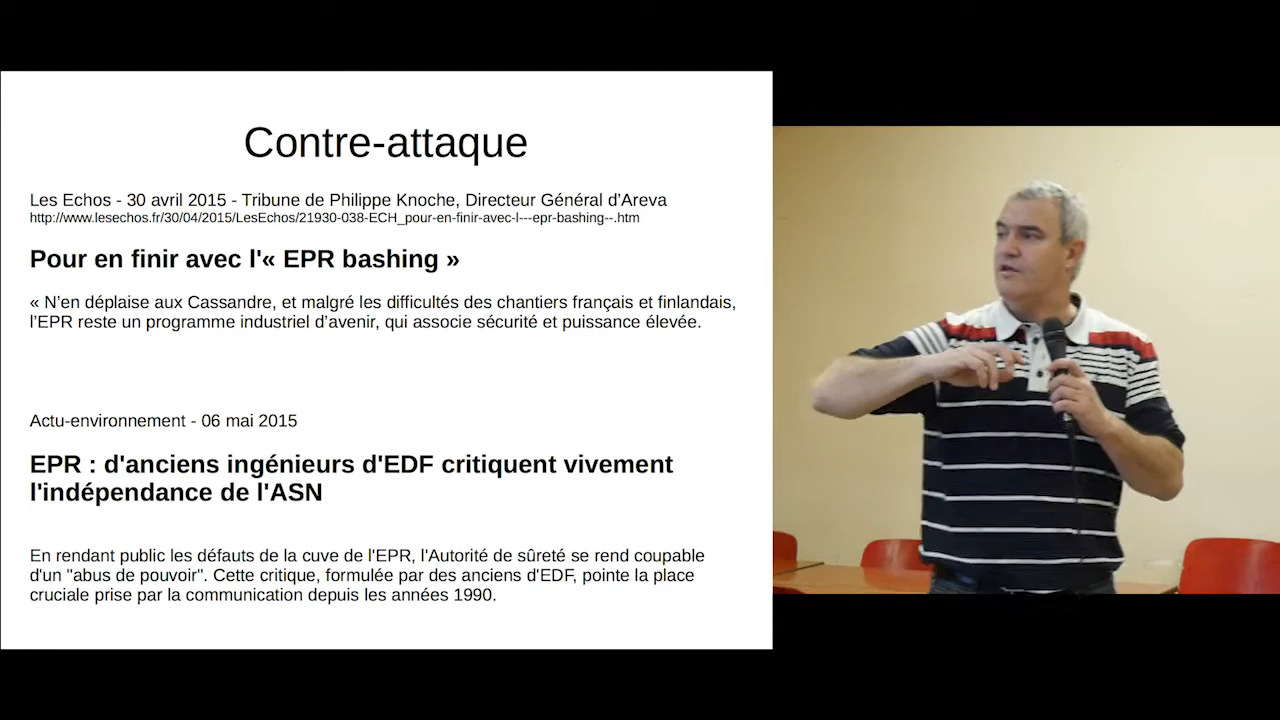 Contre-attaque
Les Echos - 30 avril 2015 - Tribune de Philippe Knoche, Directeur Général d’Areva
http://www.lesechos.fr/30/04/2015/LesEchos/21930-038-ECH_pour-en-finir-avec-l---epr-bashing--.htm
Pour en finir avec l'« EPR bashing »
« N’en déplaise aux Cassandre, et malgré les difficultés des chantiers français et finlandais,
l’EPR reste un programme industriel d’avenir, qui associe sécurité et puissance élevée.
Actu-environnement - 06 mai 2015
EPR : d'anciens ingénieurs d'EDF critiquent vivement
l'indépendance de l'ASN
En rendant public les défauts de la cuve de l'EPR, l'Autorité de sûreté se rend coupable
d'un "abus de pouvoir". Cette critique, formulée par des anciens d'EDF, pointe la place
cruciale prise par la communication depuis les années 1990.